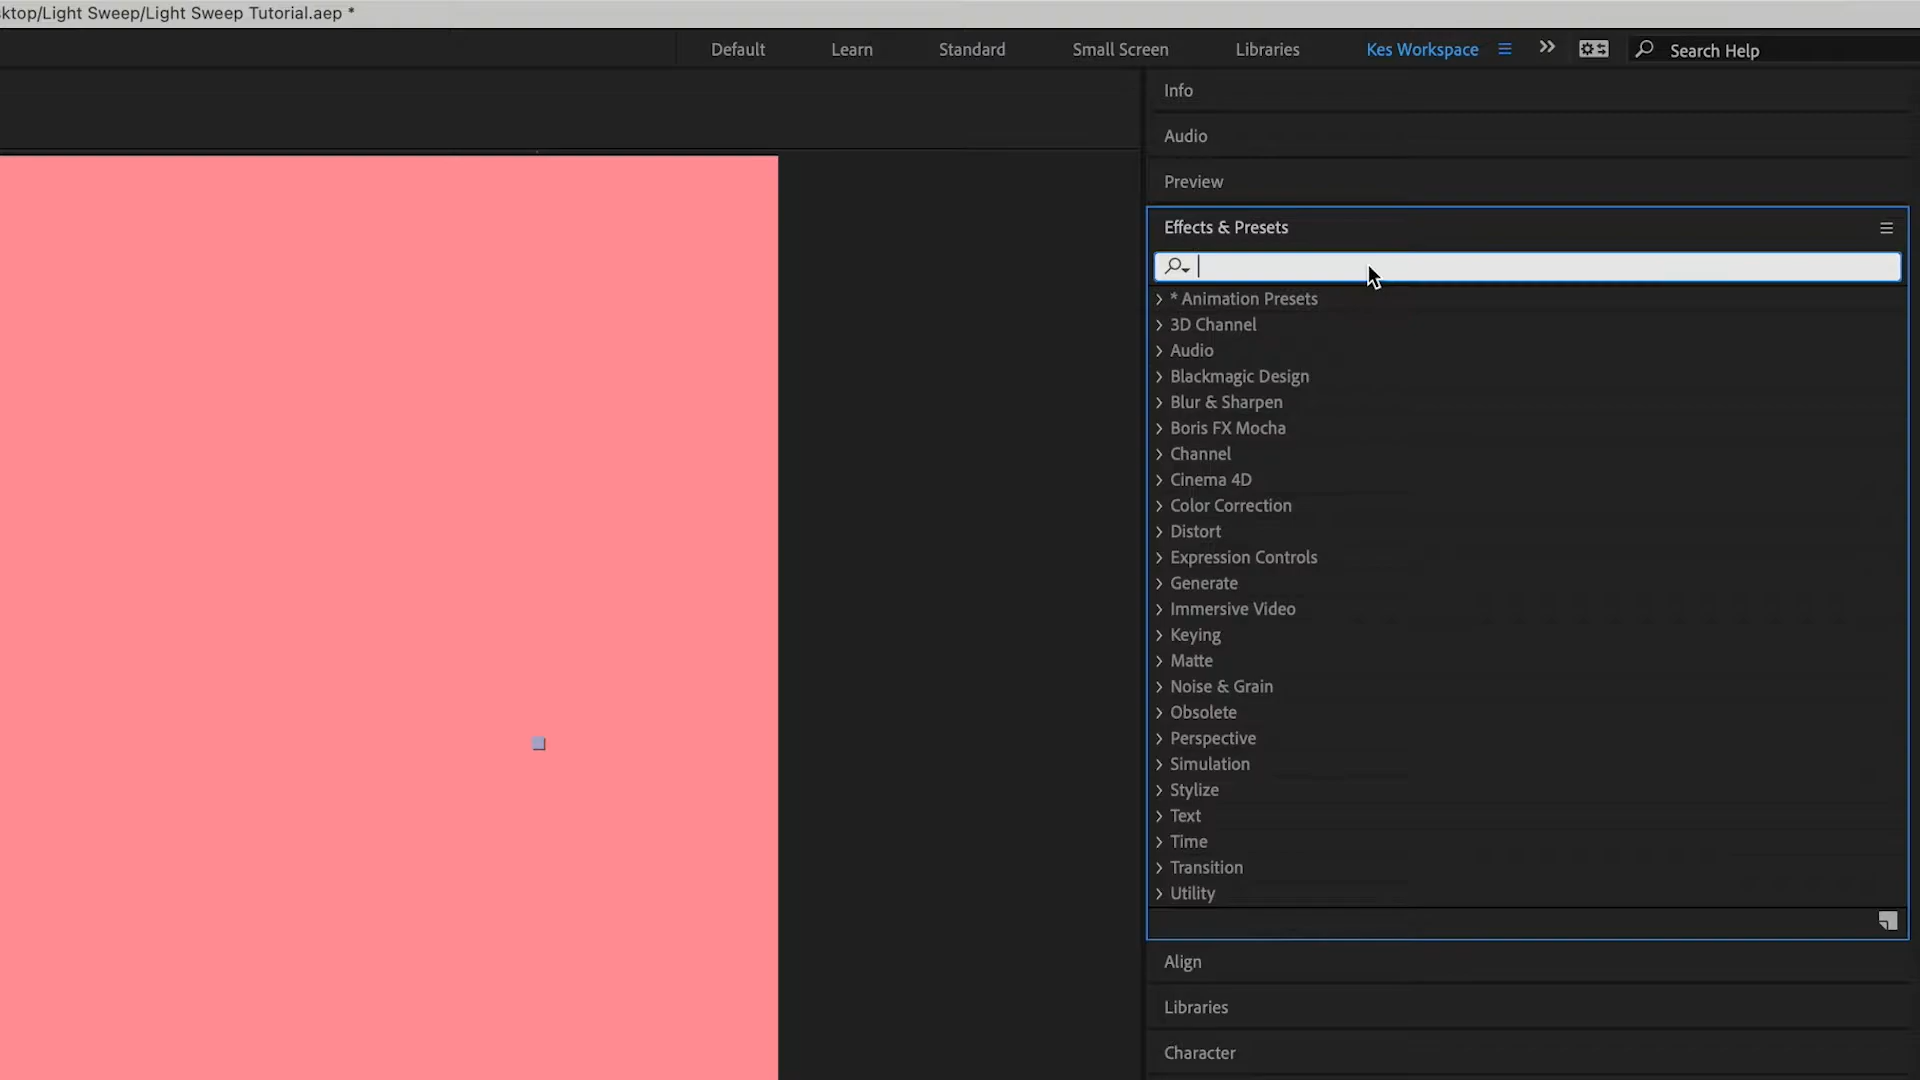 ktop/Light Sweep/Light Sweep Tutorial.aep *
Default Learn Standard Small Screen Libraries Kes Workspace Search Help
Info
Audio
Preview
Effects & Presets
* Animation Presets
3D Channel
Audio
Blackmagic Design
Blur & Sharpen
Boris FX Mocha
Channel
Cinema 4D
Color Correction
Distort
Expression Controls
Generate
Immersive Video
Keying
Matte
Noise & Grain
Obsolete
Perspective
Simulation
Stylize
Text
Time
Transition
Utility
Align
Libraries
Character